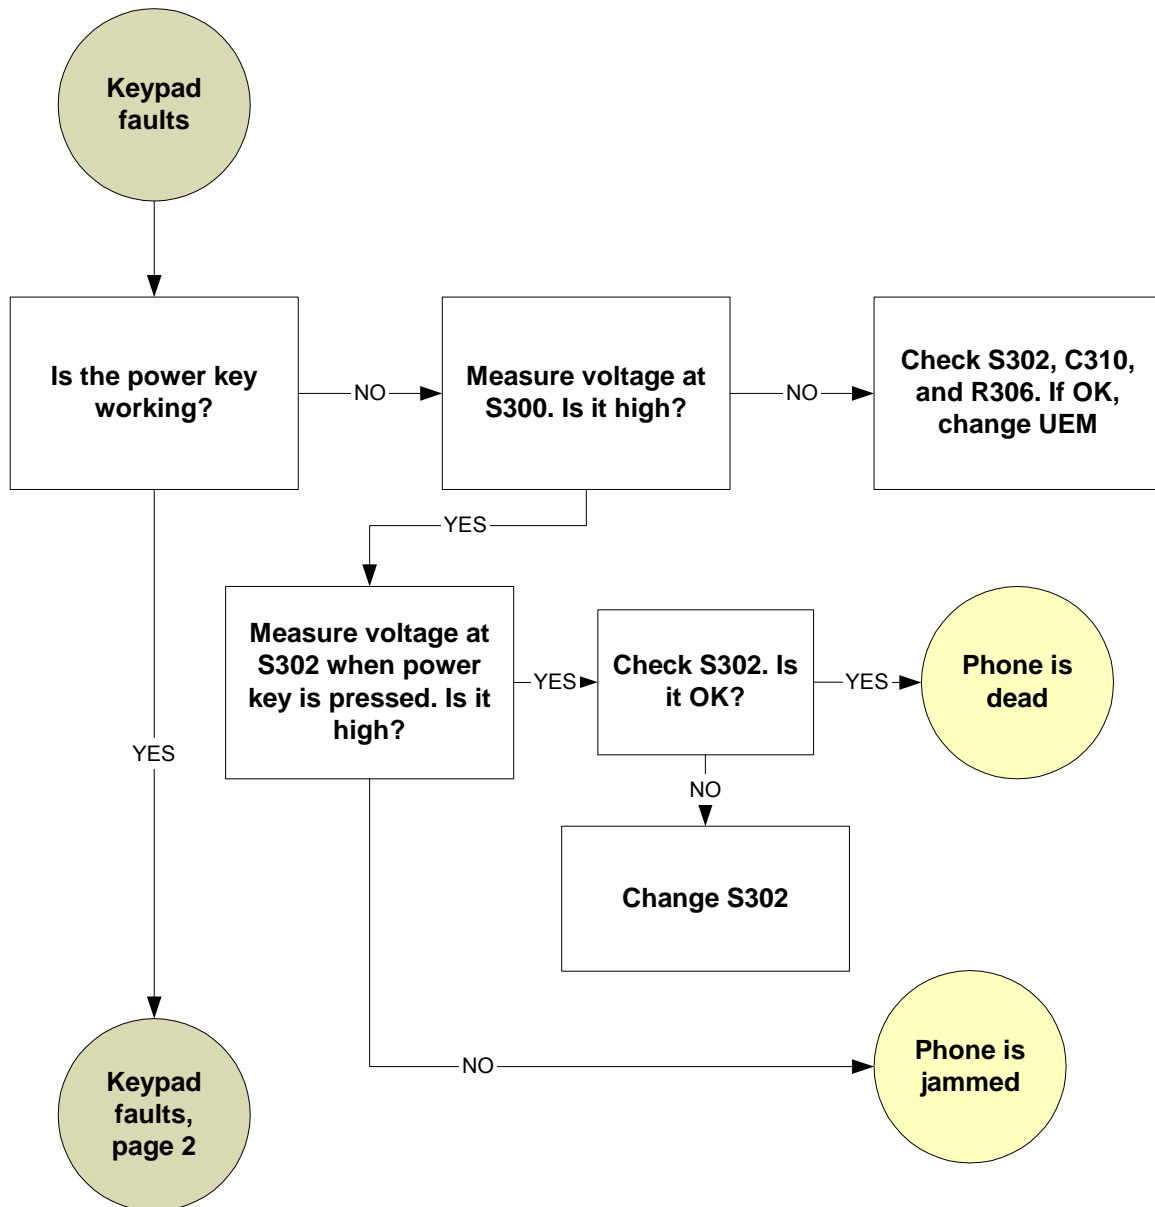 Keypad
faults
Is the power key
working?
NO
Measure voltage at
S300. Is it high?
NO
Check S302, C310,
and R306. If OK,
change UEM
YES
Measure voltage at
S302 when power
key is pressed. Is it
high?
YES
Check S302. Is
it OK?
YES
Phone is
dead
YES
NO
Change S302
NO
Phone is
jammed
Keypad
faults,
page 2